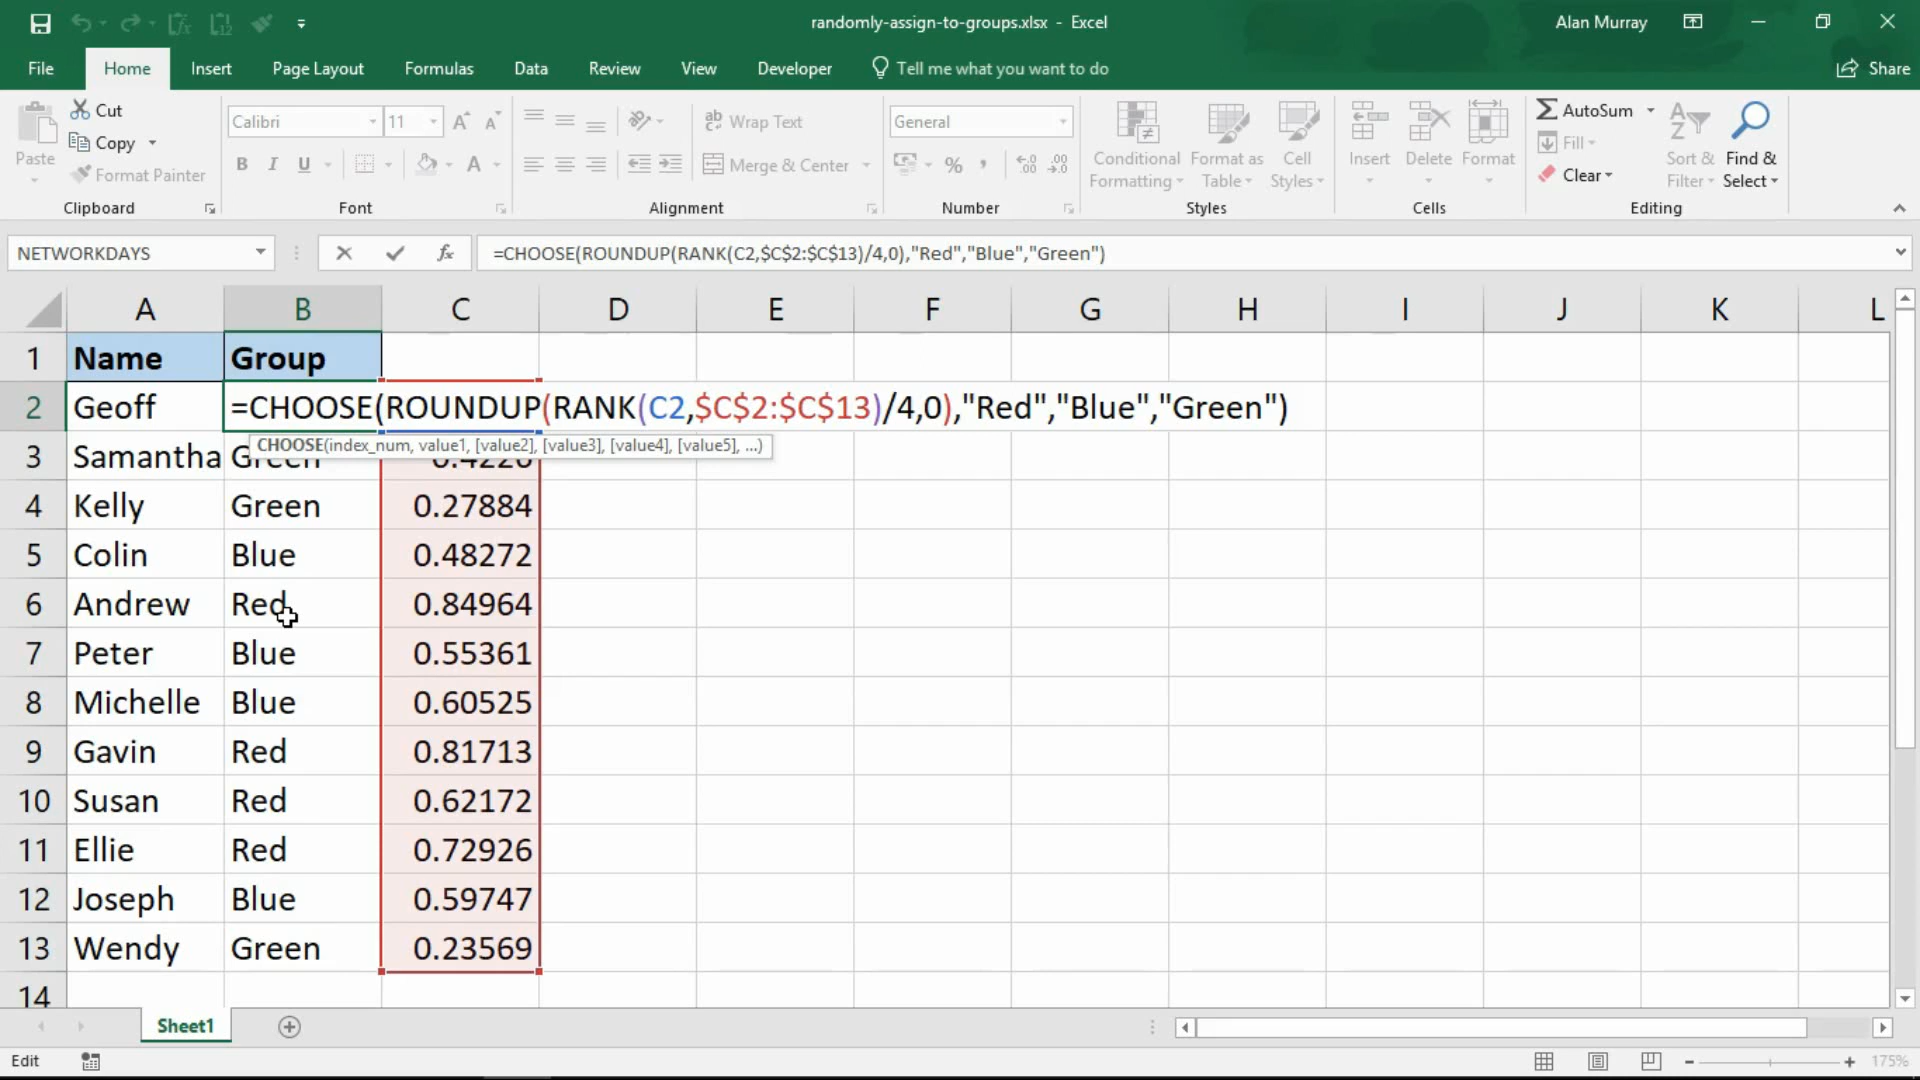 randomly-assign-to-groups.xlsx - Excel
Alan Murray
File Home Insert Page Layout Formulas Data Review View Developer Tell me what you want to do Share
Paste
Cut
Copy
Format Painter
Clipboard
Calibri 11
B I U
Font
Wrap Text
Merge & Center
Alignment
General
%
Number
Conditional Formatting
Format as Table
Cell Styles
Styles
Insert Delete Format
Cells
AutoSum
Fill
Clear
Sort & Filter
Find & Select
Editing
NETWORKDAYS
fx
=CHOOSE(ROUNDUP(RANK(C2,$C$2:$C$13)/4,0),"Red","Blue","Green")
A B C D E F G H I J K L
1 Name Group
2 Geoff =CHOOSE(ROUNDUP(RANK(C2,$C$2:$C$13)/4,0),"Red","Blue","Green")
CHOOSE(index_num, value1, [value2], [value3], [value4], [value5], ...)
3 Samantha Green 0.4226
4 Kelly Green 0.27884
5 Colin Blue 0.48272
6 Andrew Red 0.84964
7 Peter Blue 0.55361
8 Michelle Blue 0.60525
9 Gavin Red 0.81713
10 Susan Red 0.62172
11 Ellie Red 0.72926
12 Joseph Blue 0.59747
13 Wendy Green 0.23569
14
Sheet1
Edit
175%